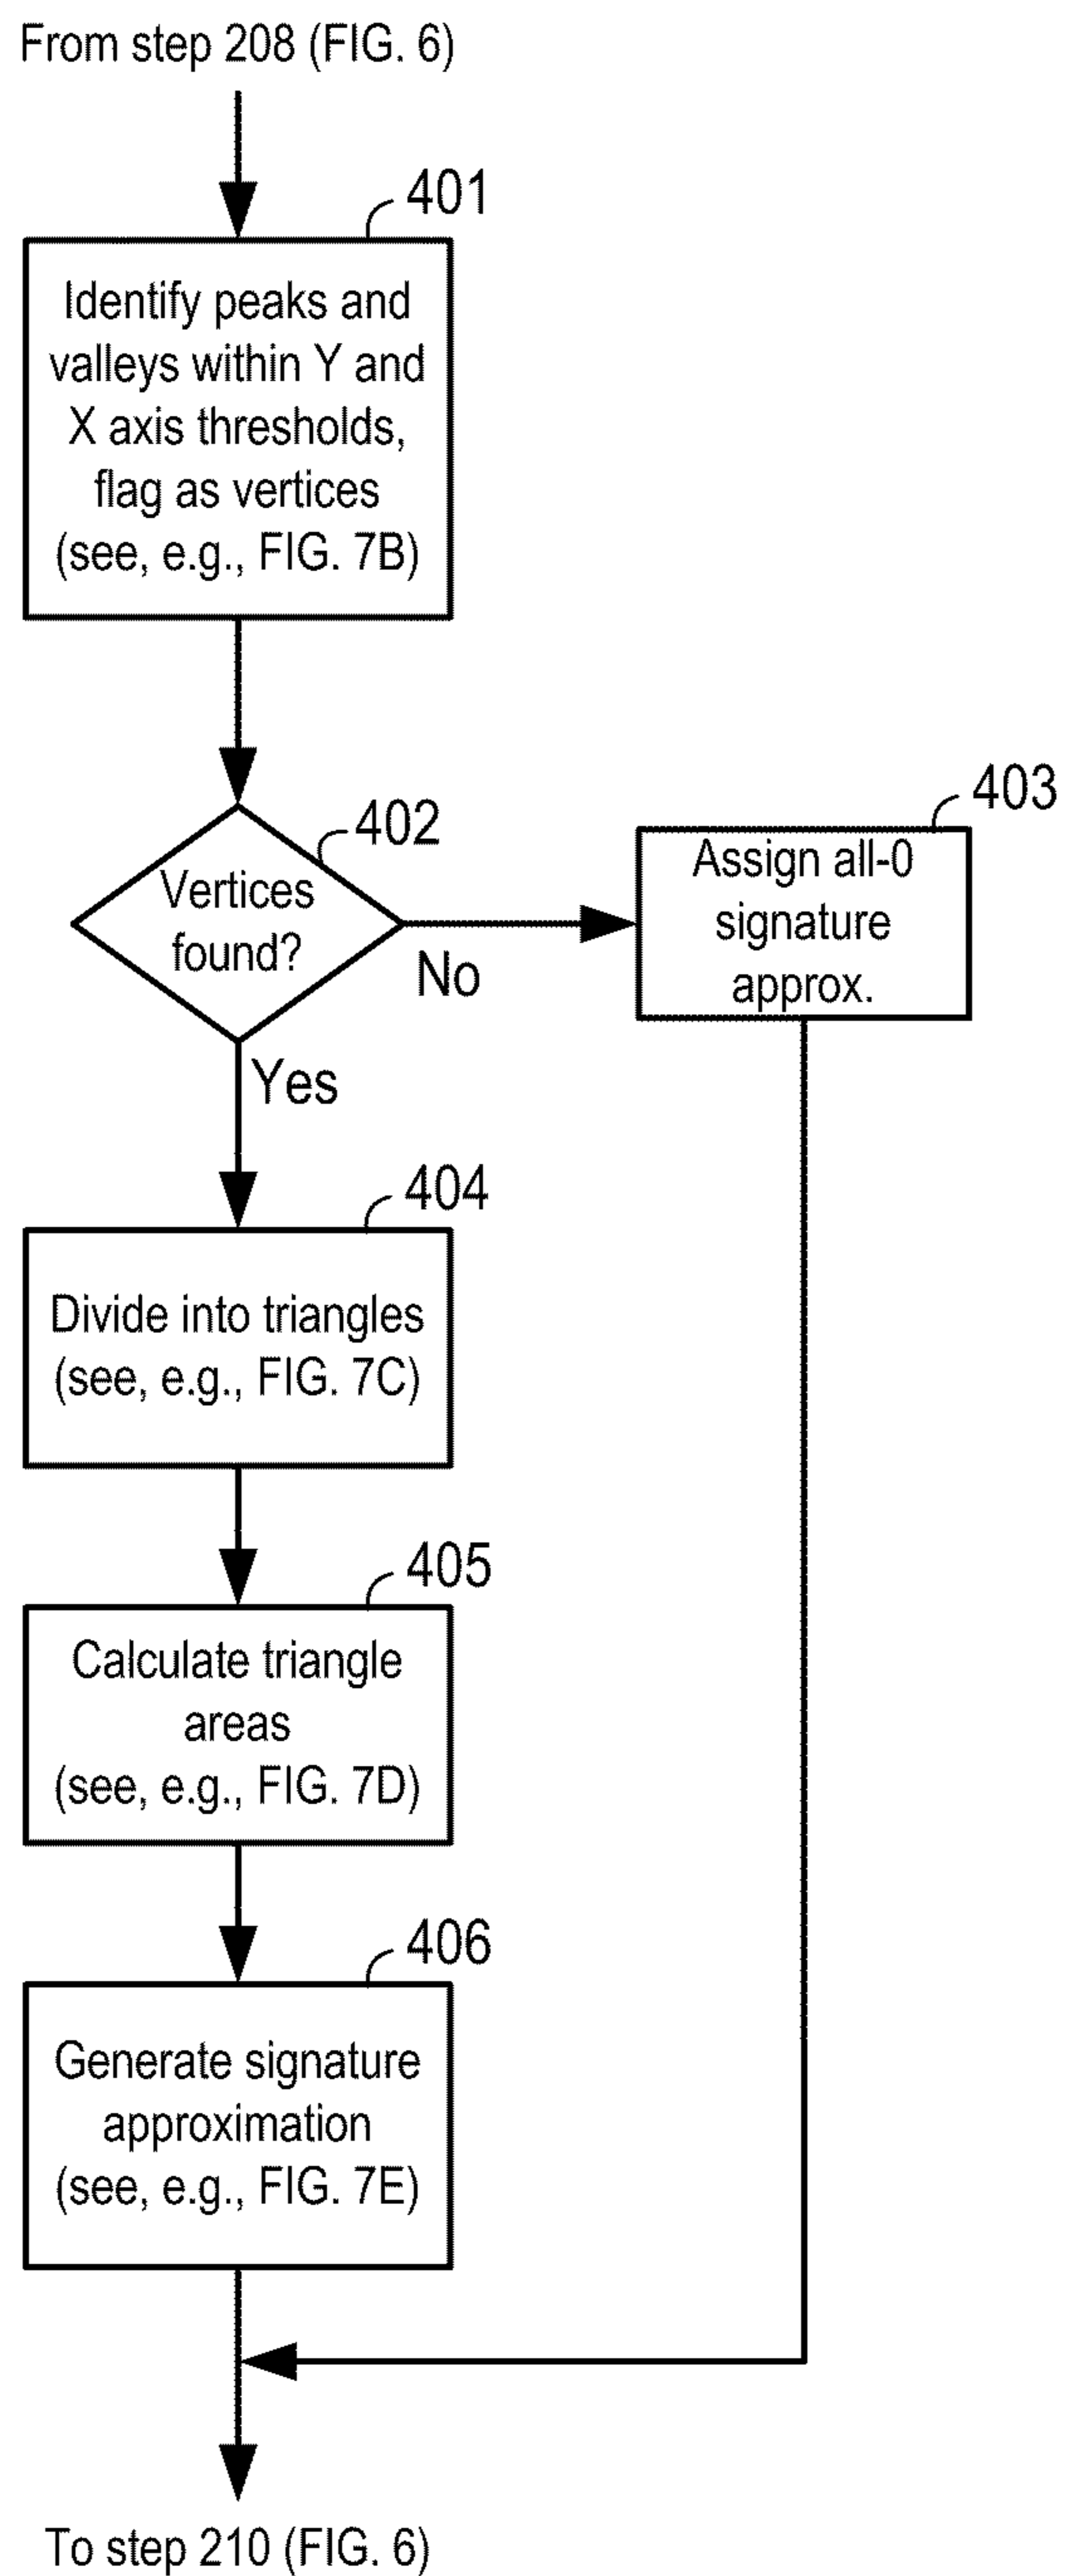 From step 208 (FIG. 6)
401
Identify peaks and
valleys within Y and
X axis thresholds,
flag as vertices
(see, e.g., FIG. 7B)
402
Vertices
found?
No
403
Assign all-0
signature
approx.
Yes
404
Divide into triangles
(see, e.g., FIG. 7C)
405
Calculate triangle
areas
(see, e.g., FIG. 7D)
406
Generate signature
approximation
(see, e.g., FIG. 7E)
To step 210 (FIG. 6)